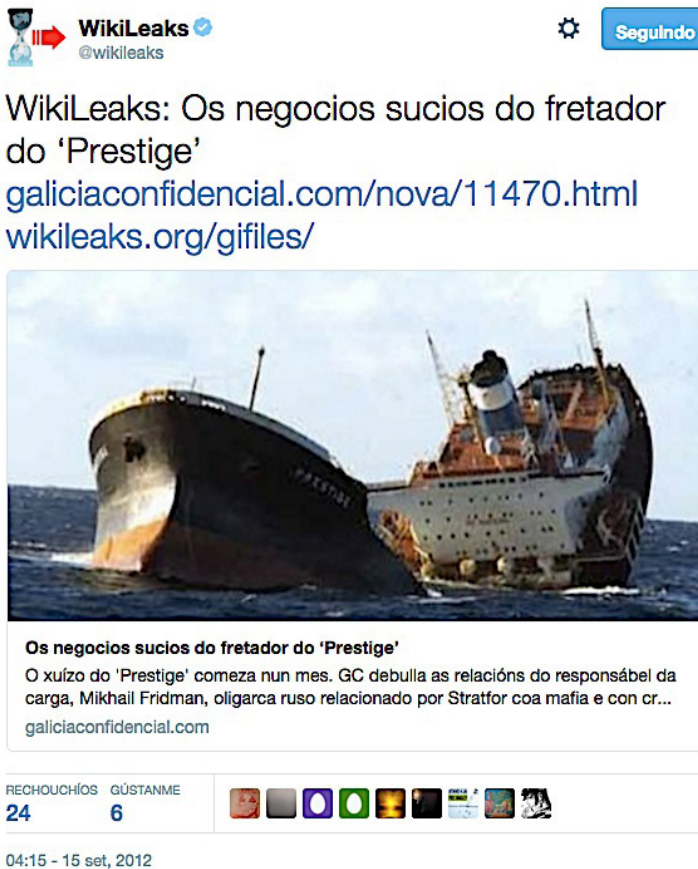 WikiLeaks
@wikileaks
Seguindo
WikiLeaks: Os negocios sucios do fretador
do ‘Prestige’
galiciaconfidencial.com/nova/11470.html
wikileaks.org/gifiles/
PRESTIGE
Os negocios sucios do fretador do ‘Prestige’
O xuízo do 'Prestige' comeza nun mes. GC debulla as relacións do responsábel da
carga, Mikhail Fridman, oligarca ruso relacionado por Stratfor coa mafia e con cr...
galiciaconfidencial.com
RECHOUCHÍOS GÚSTANME
24 6
04:15 - 15 set, 2012